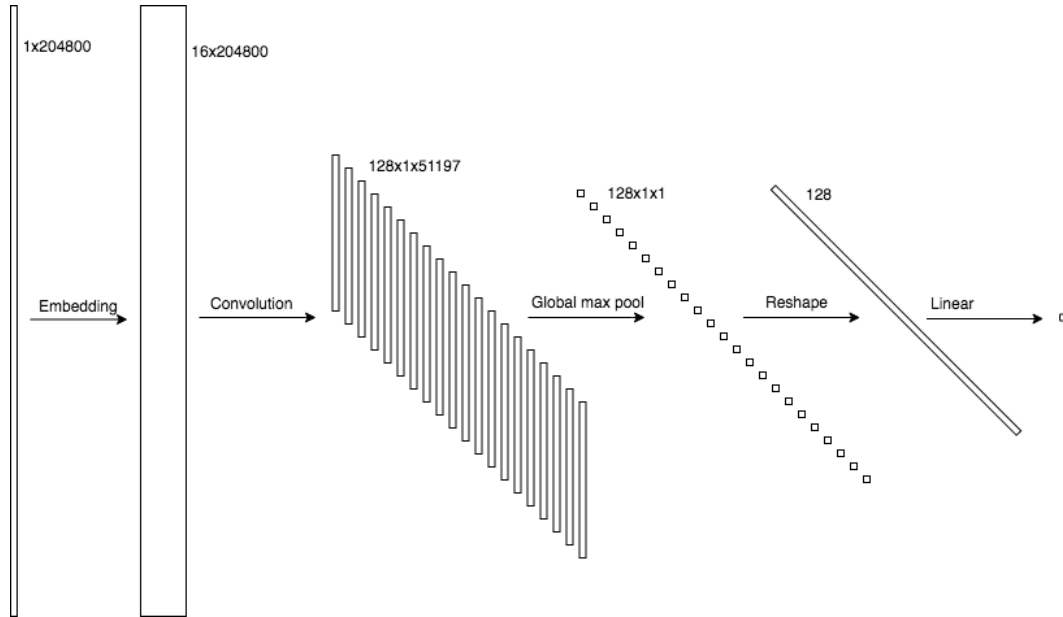 1x204800
16x204800
128x1x51197
128x1x1
128
Embedding
Convolution
Global max pool
Reshape
Linear